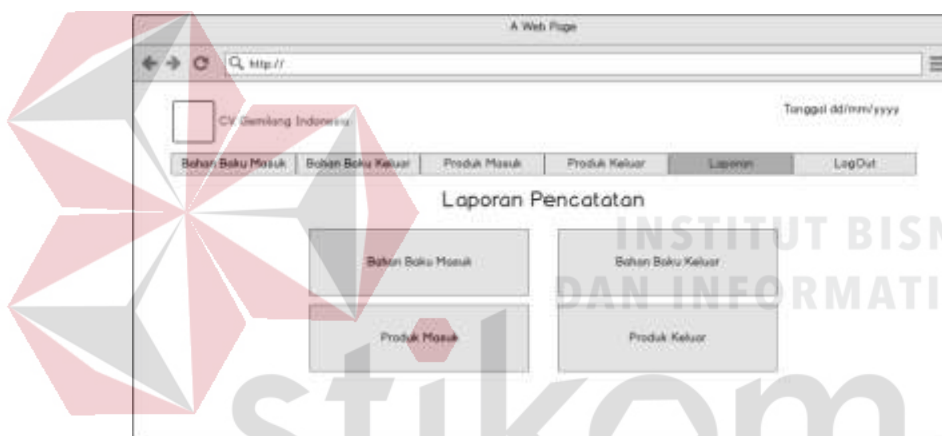 A Web Page
http://
Tanggal dd/mm/yyyy
CV Gemilang Indonesia
Bahan Baku Masuk Bahan Baku Keluar Produk Masuk Produk Keluar Laporan LogOut
Laporan Pencatatan
INSTITUT BISN
Bahan Baku Masuk Bahan Baku Keluar
DAN INFORMATI
Produk Masuk Produk Keluar
stikom